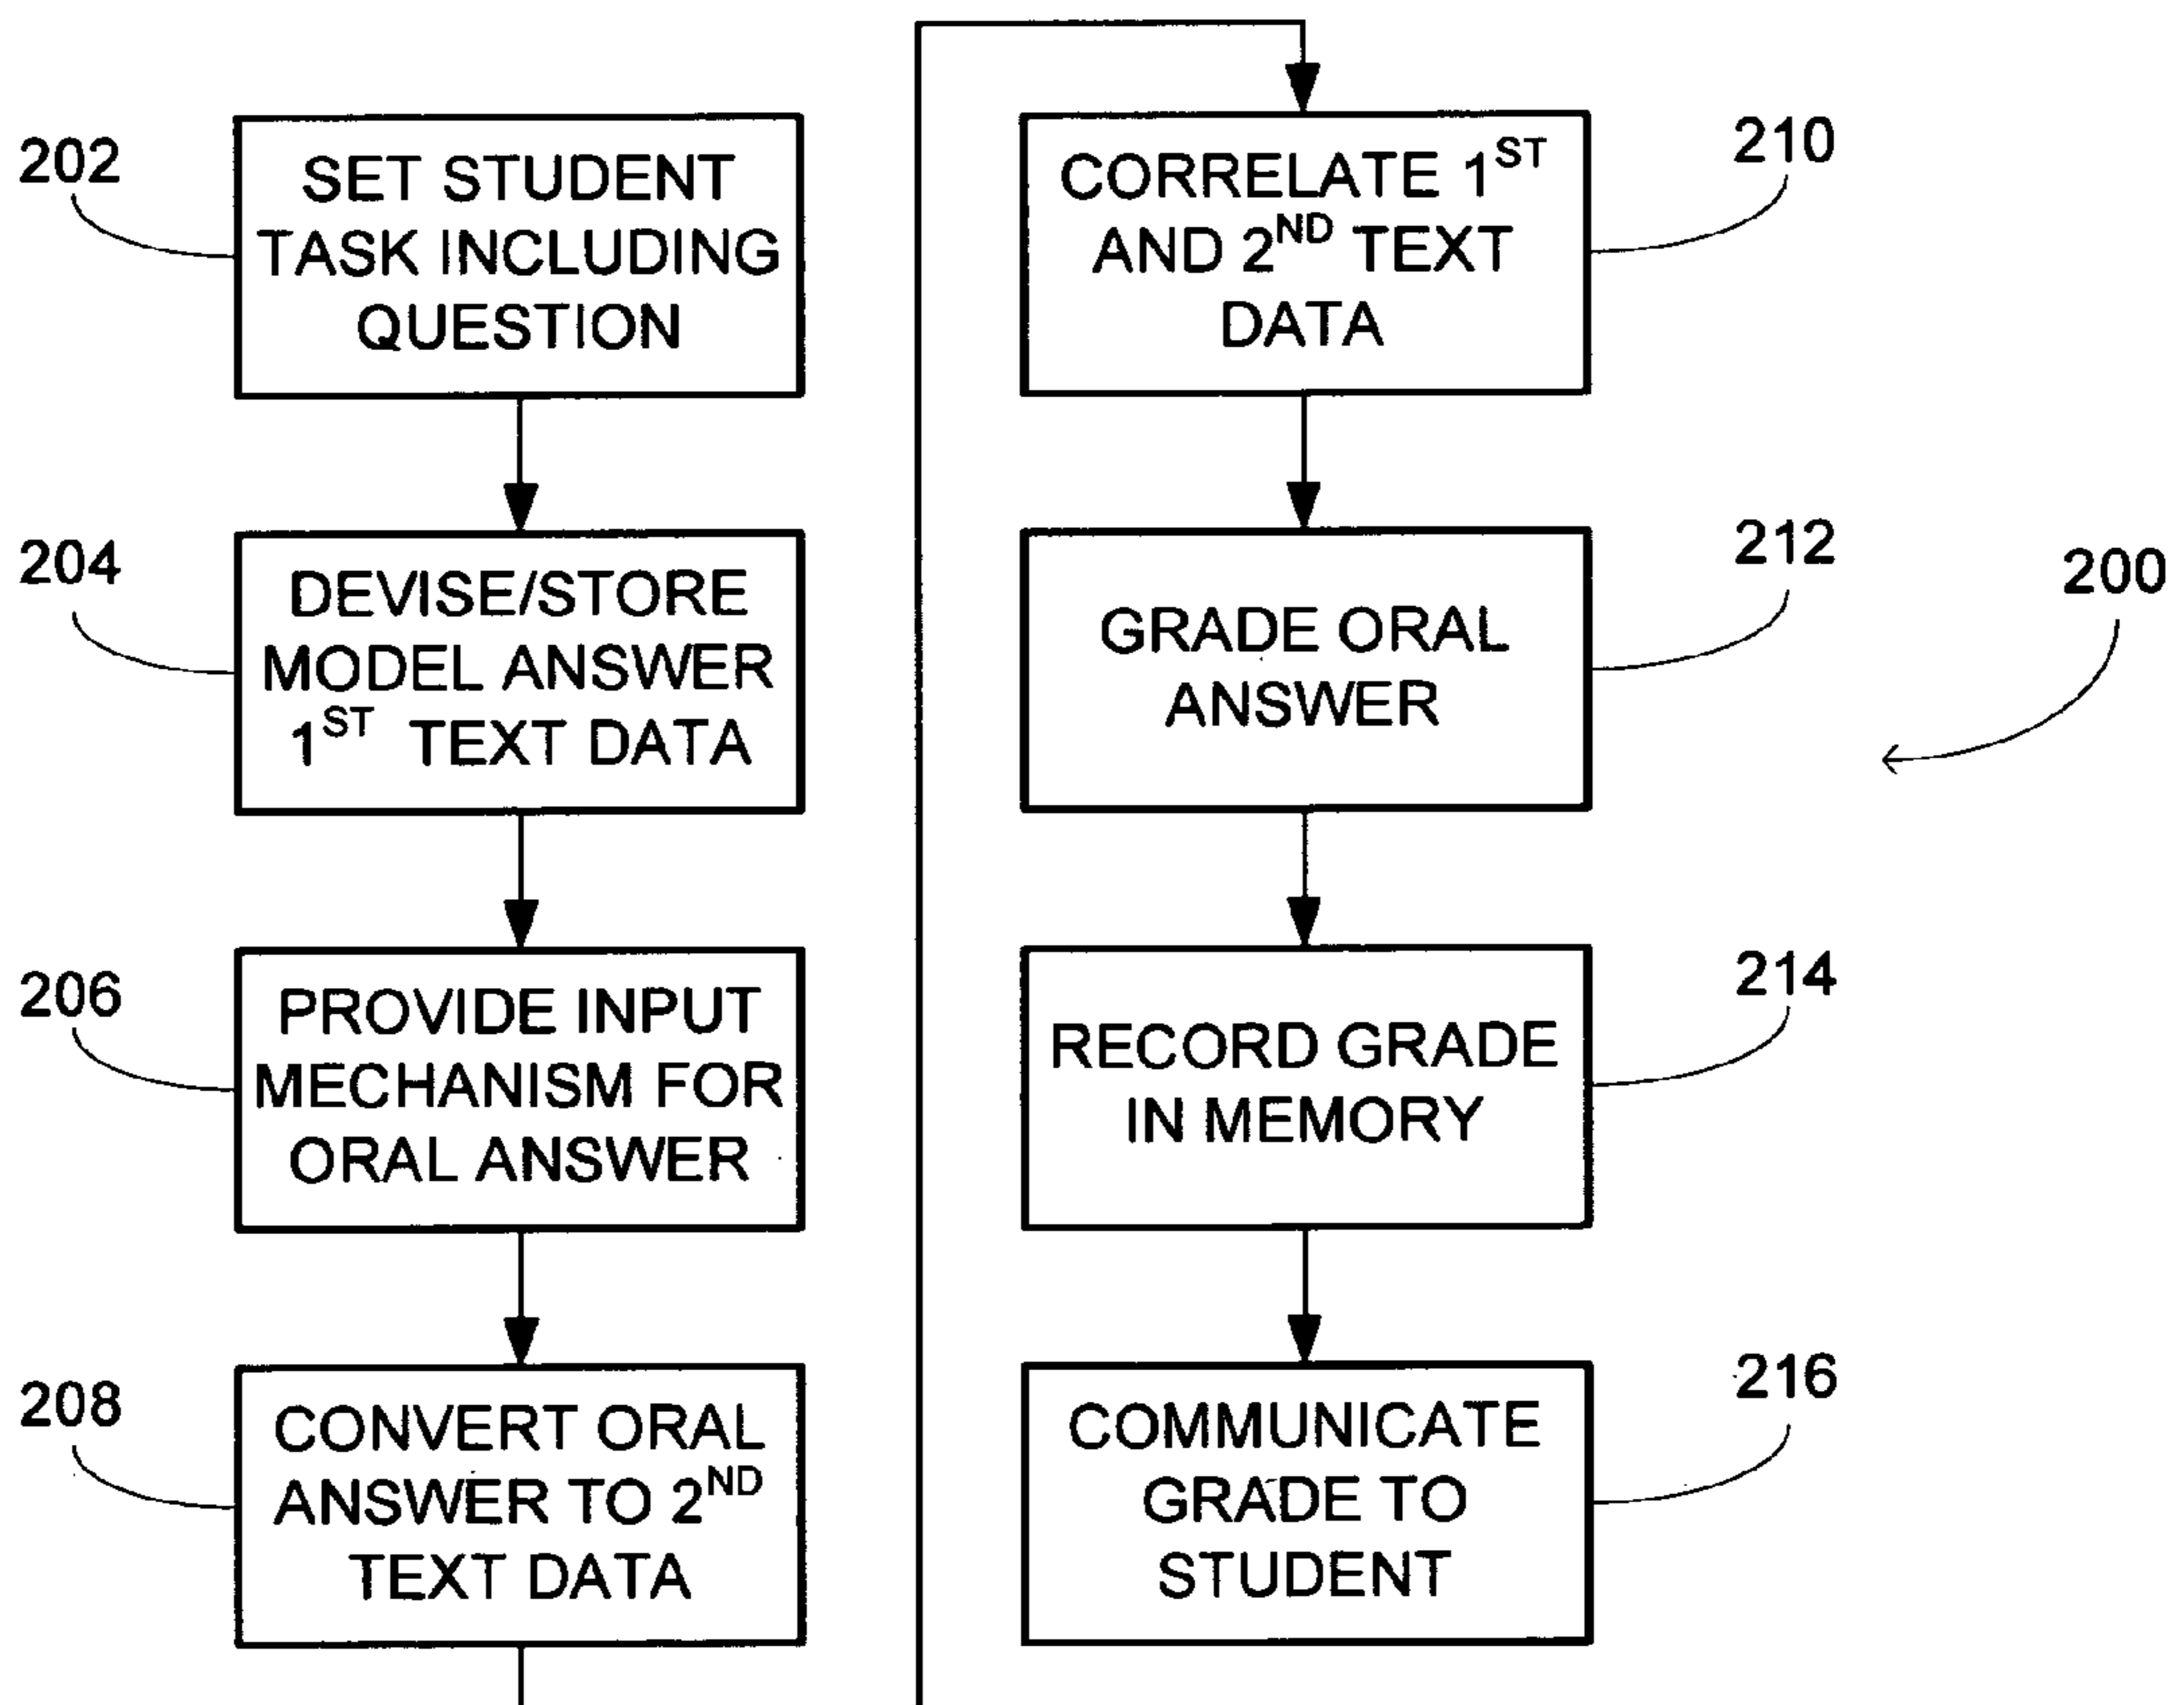 202
SET STUDENT
TASK INCLUDING
QUESTION
204
DEVISE/STORE
MODEL ANSWER
1ST TEXT DATA
206
PROVIDE INPUT
MECHANISM FOR
ORAL ANSWER
208
CONVERT ORAL
ANSWER TO 2ND
TEXT DATA
210
CORRELATE 1ST
AND 2ND TEXT
DATA
212
GRADE ORAL
ANSWER
214
RECORD GRADE
IN MEMORY
216
COMMUNICATE
GRADE TO
STUDENT
200